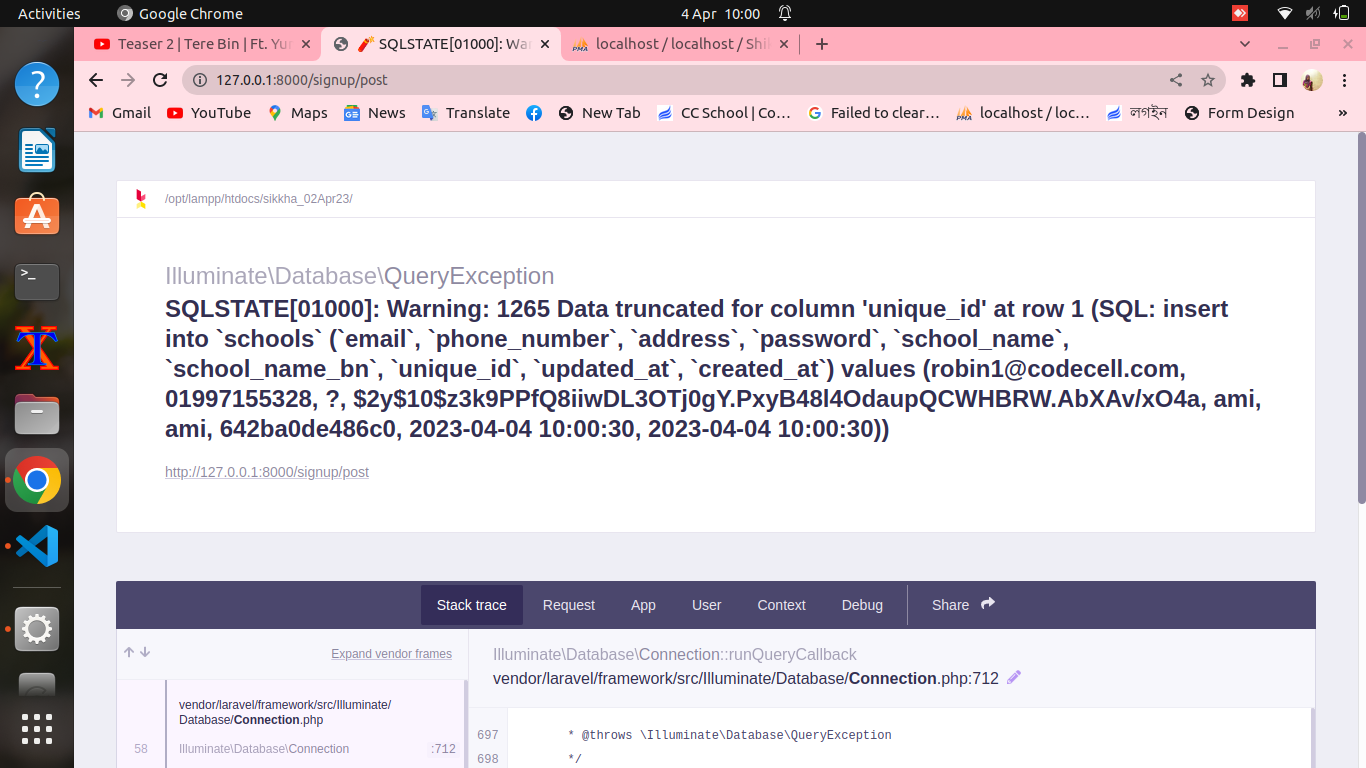 Activities
Google Chrome
4 Apr 10:00
Teaser 2 | Tere Bin | Ft. Yu
SQLSTATE[01000]: Wa
localhost / localhost / Shi
127.0.0.1:8000/signup/post
Gmail
YouTube
Maps
News
Translate
New Tab
CC School | Co...
Failed to clear...
localhost / loc...
লগইন
Form Design
»
/opt/lampp/htdocs/sikkha_02Apr23/
Illuminate\Database\QueryException
SQLSTATE[01000]: Warning: 1265 Data truncated for column 'unique_id' at row 1 (SQL: insert
into `schools` (`email`, `phone_number`, `address`, `password`, `school_name`,
`school_name_bn`, `unique_id`, `updated_at`, `created_at`) values (robin1@codecell.com,
01997155328, ?, $2y$10$z3k9PPfQ8iiwDL3OTj0gY.PxyB48l4OdaupQCWHBRW.AbXAv/xO4a, ami,
ami, 642ba0de486c0, 2023-04-04 10:00:30, 2023-04-04 10:00:30))
http://127.0.0.1:8000/signup/post
Stack trace
Request
App
User
Context
Debug
Share
Expand vendor frames
Illuminate\Database\Connection::runQueryCallback
vendor/laravel/framework/src/Illuminate/Database/Connection.php:712
vendor/laravel/framework/src/Illuminate/
Database/Connection.php
58 Illuminate\Database\Connection :712
697 * @throws \Illuminate\Database\QueryException
698 */